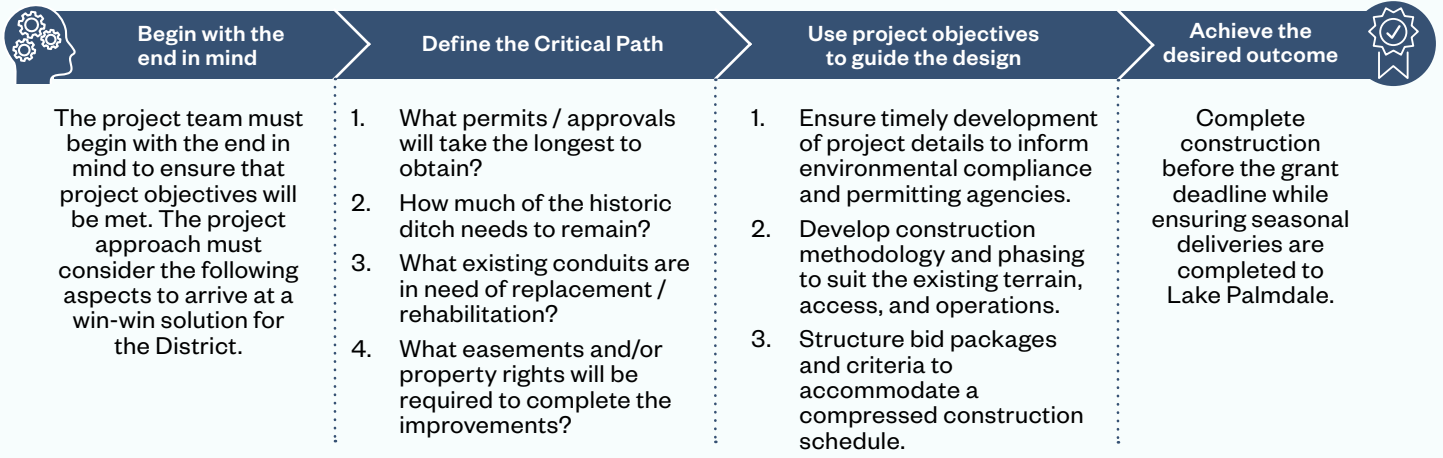 Begin with the
end in mind
Define the Critical Path
Use project objectives
to guide the design
Achieve the
desired outcome
The project team must
begin with the end in
mind to ensure that
project objectives will
be met. The project
approach must
consider the following
aspects to arrive at a
win-win solution for
the District.
1. What permits / approvals
will take the longest to
obtain?
2. How much of the historic
ditch needs to remain?
3. What existing conduits are
in need of replacement /
rehabilitation?
4. What easements and/or
property rights will be
required to complete the
improvements?
1. Ensure timely development
of project details to inform
environmental compliance
and permitting agencies.
2. Develop construction
methodology and phasing
to suit the existing terrain,
access, and operations.
3. Structure bid packages
and criteria to
accommodate a
compressed construction
schedule.
Complete
construction
before the grant
deadline while
ensuring seasonal
deliveries are
completed to
Lake Palmdale.